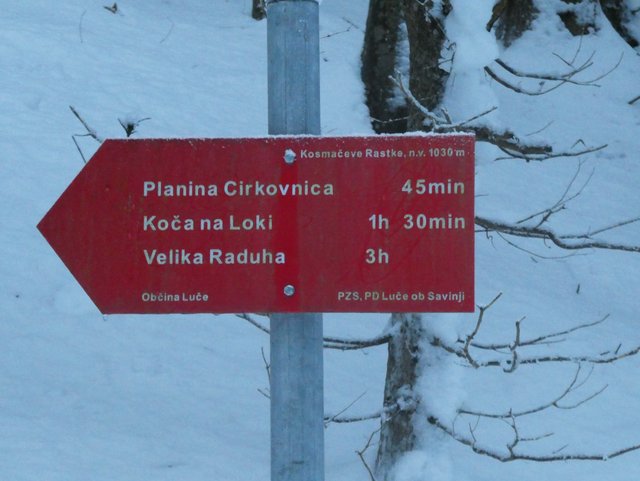 Kosmačeve Rastke, n.v. 1030 m
Planina Cirkovnica 45min
Koča na Loki 1h 30min
Velika Raduha 3h
Občina Luče PZS, PD Luče ob Savinji